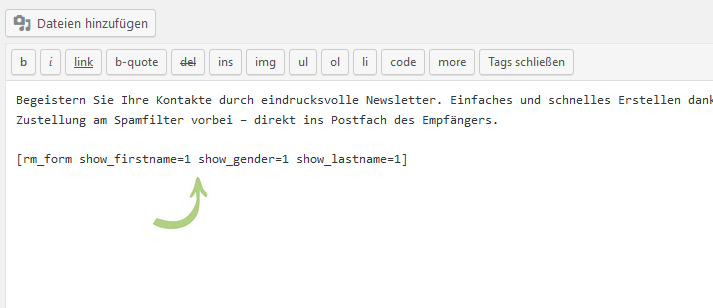 Dateien hinzufügen
b i link b-quote del ins img ul ol li code more Tags schließen
Begeistern Sie Ihre Kontakte durch eindrucksvolle Newsletter. Einfaches und schnelles Erstellen dank
Zustellung am Spamfilter vorbei – direkt ins Postfach des Empfängers.
[rm_form show_firstname=1 show_gender=1 show_lastname=1]